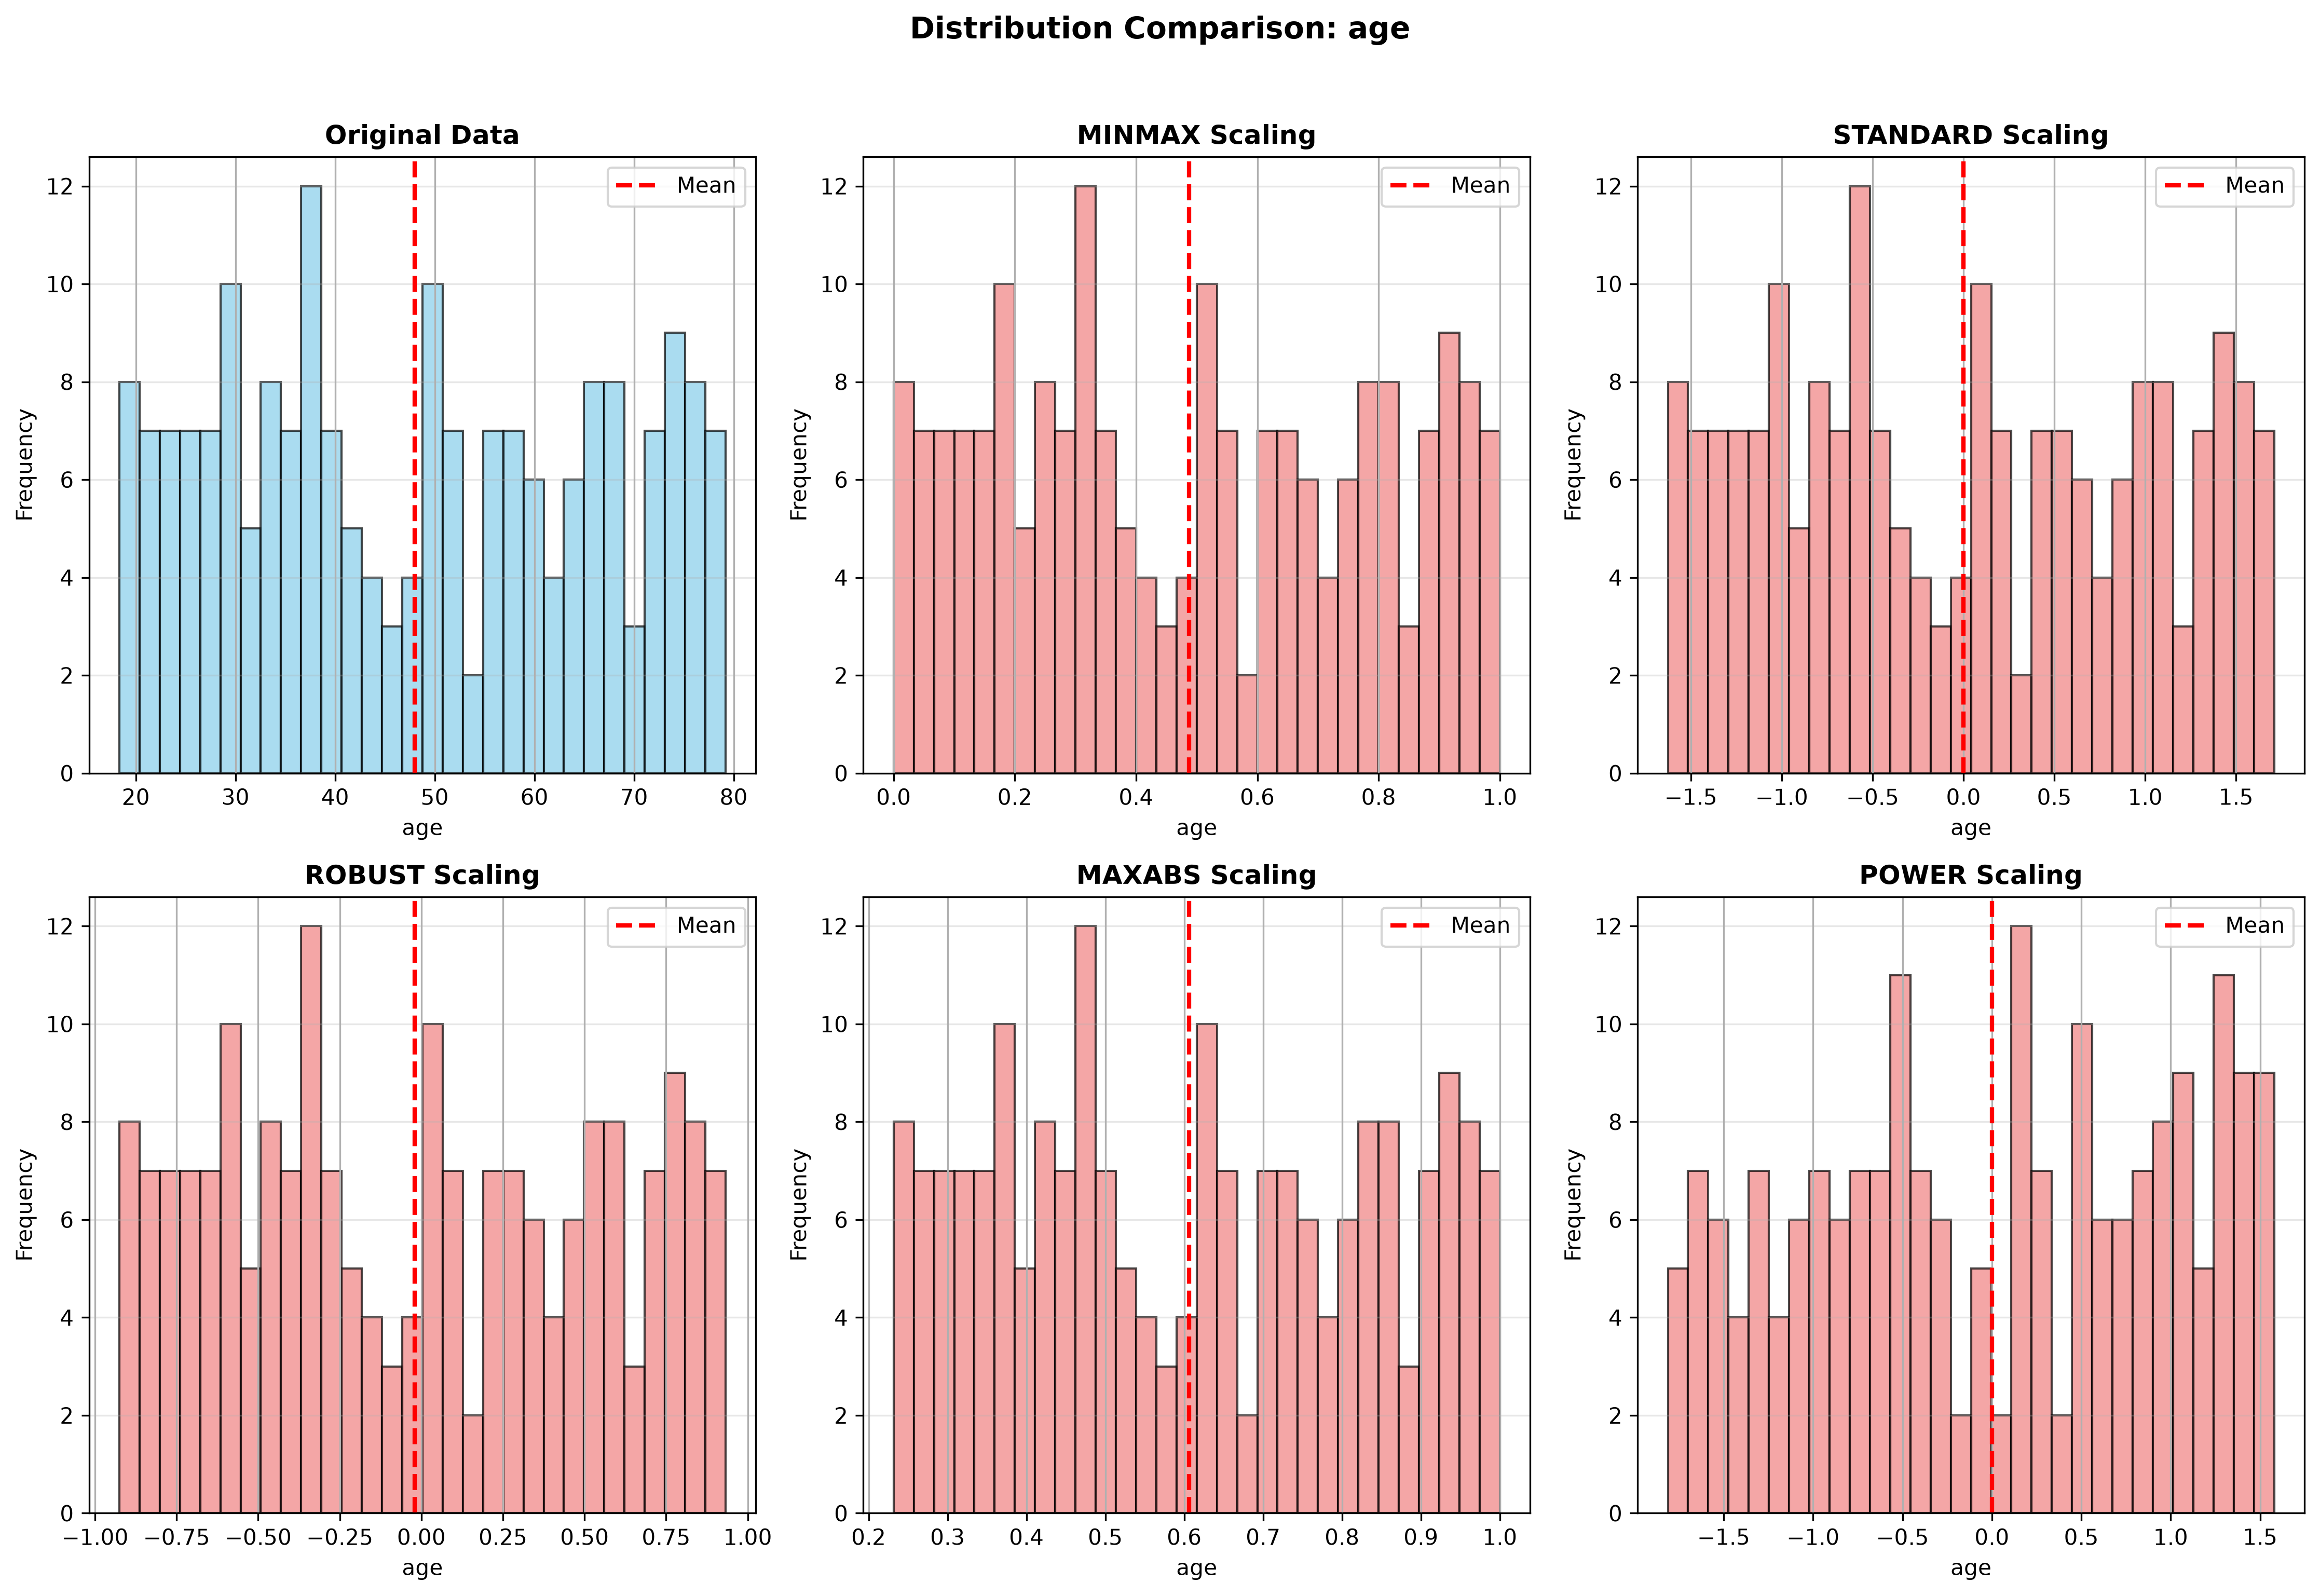 Distribution Comparison: age
Original Data
Mean
Frequency
12
10
8
6
4
2
0
20 30 40 50 60 70 80
age
MINMAX Scaling
Mean
Frequency
12
10
8
6
4
2
0
0.0 0.2 0.4 0.6 0.8 1.0
age
STANDARD Scaling
Mean
Frequency
12
10
8
6
4
2
0
−1.5 −1.0 −0.5 0.0 0.5 1.0 1.5
age
ROBUST Scaling
Mean
Frequency
12
10
8
6
4
2
0
−1.00 −0.75 −0.50 −0.25 0.00 0.25 0.50 0.75 1.00
age
MAXABS Scaling
Mean
Frequency
12
10
8
6
4
2
0
0.2 0.3 0.4 0.5 0.6 0.7 0.8 0.9 1.0
age
POWER Scaling
Mean
Frequency
12
10
8
6
4
2
0
−1.5 −1.0 −0.5 0.0 0.5 1.0 1.5
age